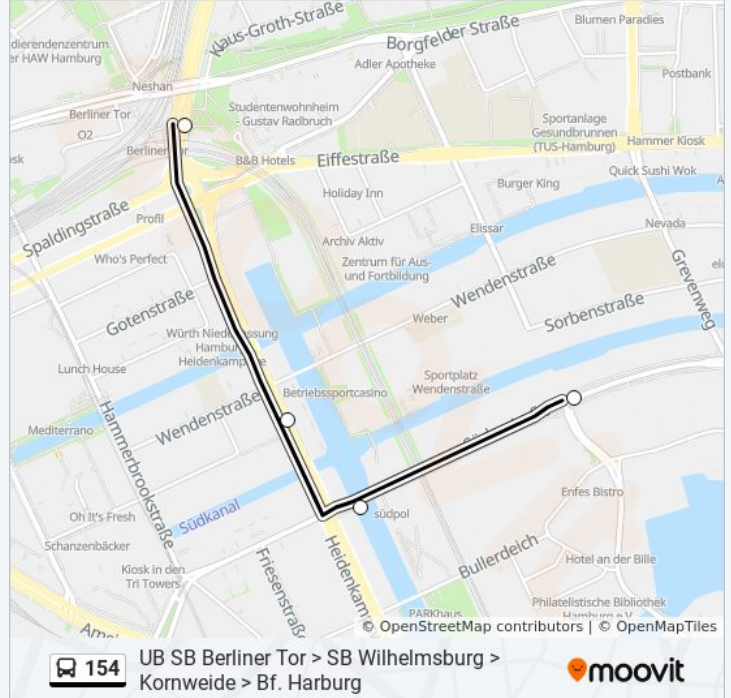 Klaus-Groth-Straße
Borgfelder Straße
Blumen Paradies
dierendenzentrum
er HAW Hamburg
Adler Apotheke
Postbank
Neshan
Berliner Tor
Studentenwohnheim
- Gustav Radbruch
O2
Sportanlage
Gesundbrunnen
(TUS-Hamburg)
Hammer Kiosk
sk
B&B Hotels
Eiffestraße
Quick Sushi Wok
Holiday Inn
Burger King
Spaldingstraße
Profil
Elissar
Nevada
Archiv Aktiv
Who's Perfect
Zentrum für Aus-
und Fortbildung
Wendenstraße
Grevenweg
Gotenstraße
Sorbenstraße
Weber
Lunch House
Sportplatz
Wendenstraße
Betriebssportcasino
Hammerbrookstraße
Wendenstraße
Mediterrano
Enfes Bistro
Südkanal
südpol
Oh It's Fresh
Schanzenbäcker
Bullerdeich
Hotel an der Bille
Kiosk in den
Tri Towers
Friesenstraße
Heidenkam
Philatelistische Bibliothek
Hamburg e.V.
PARKhaus
© OpenStreetMap contributors | © OpenMapTiles
154
UB SB Berliner Tor > SB Wilhelmsburg >
Kornweide > Bf. Harburg
moovit